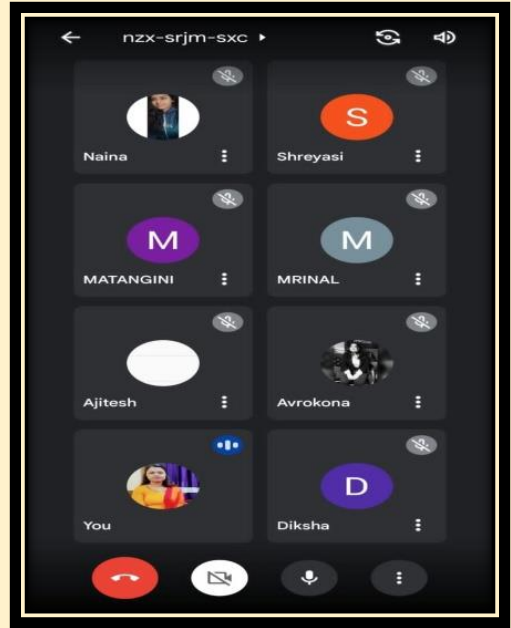 nzx-srjm-sxc
Naina
S
Shreyasi
M
MATANGINI
M
MRINAL
Ajitesh
Avrokona
You
D
Diksha